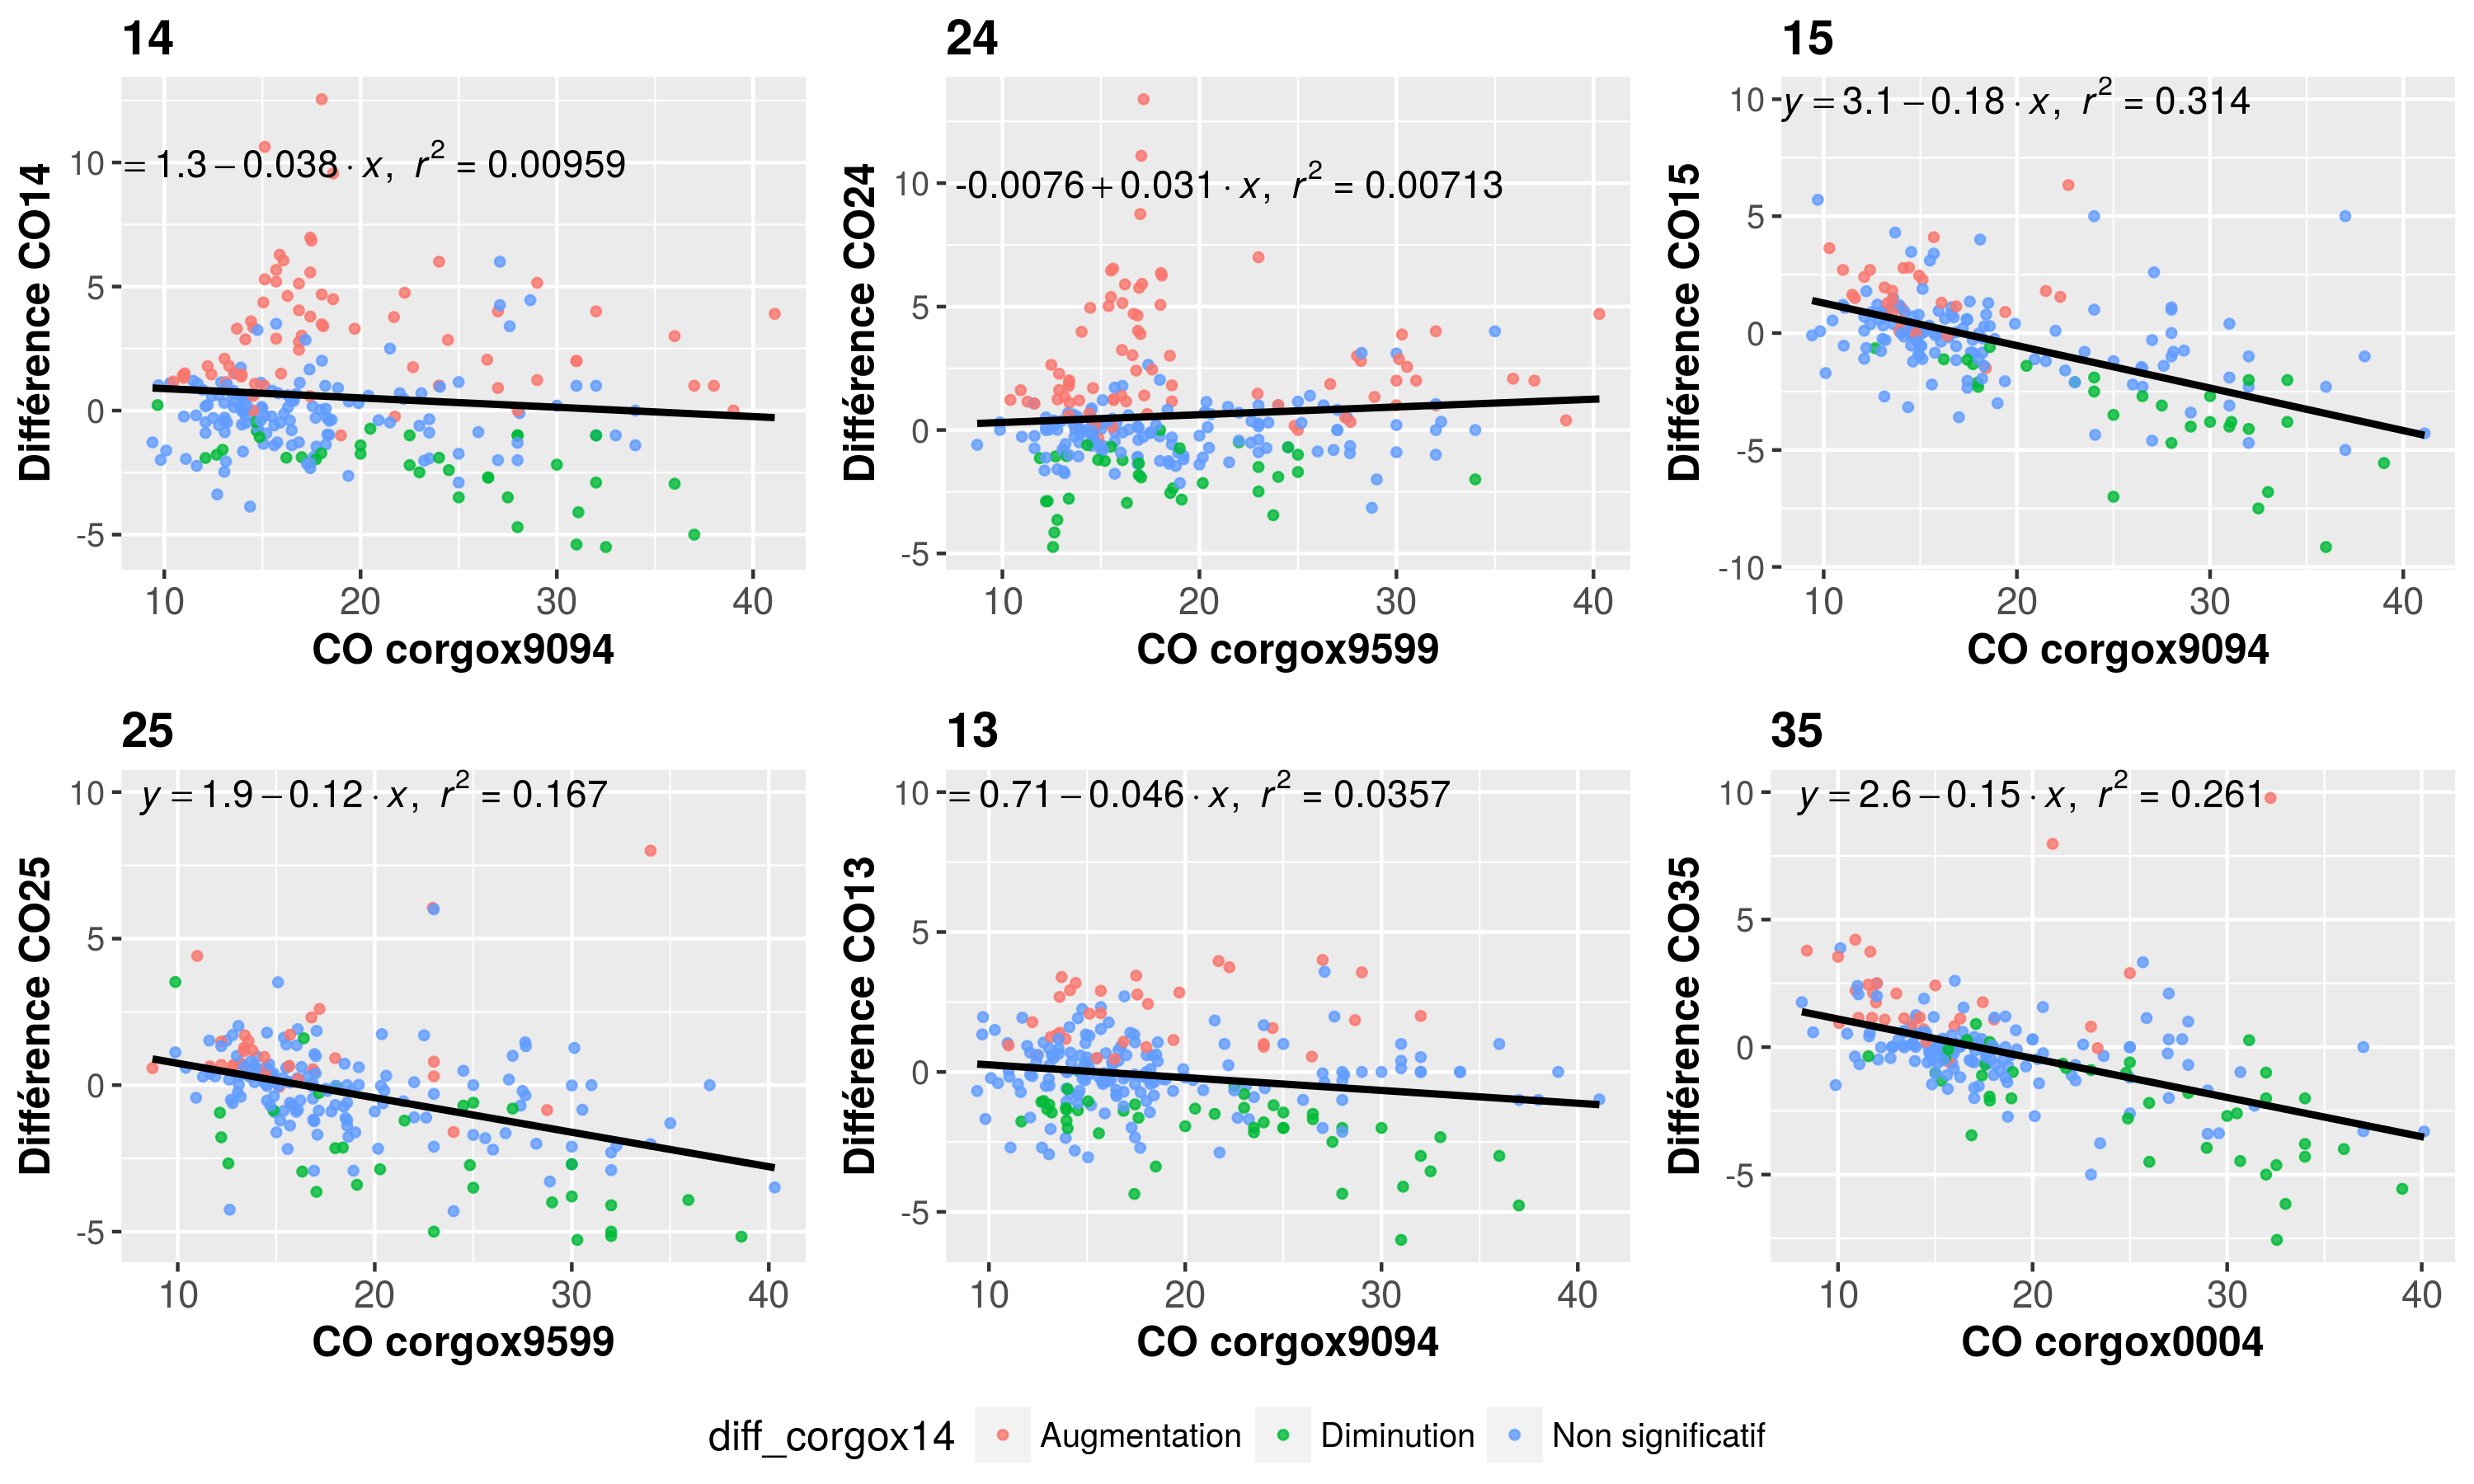 14
= 1.3 − 0.038 · x, r² = 0.00959
Différence CO14
10
5
0
-5
10 20 30 40
CO corgox9094
24
-0.0076 + 0.031 · x, r² = 0.00713
Différence CO24
10
5
0
-5
10 20 30 40
CO corgox9599
15
y = 3.1 − 0.18 · x, r² = 0.314
Différence CO15
10
5
0
-5
-10
10 20 30 40
CO corgox9094
25
y = 1.9 − 0.12 · x, r² = 0.167
Différence CO25
10
5
0
-5
10 20 30 40
CO corgox9599
13
= 0.71 − 0.046 · x, r² = 0.0357
Différence CO13
10
5
0
-5
10 20 30 40
CO corgox9094
35
y = 2.6 − 0.15 · x, r² = 0.261
Différence CO35
10
5
0
-5
10 20 30 40
CO corgox0004
diff_corgox14 Augmentation Diminution Non significatif